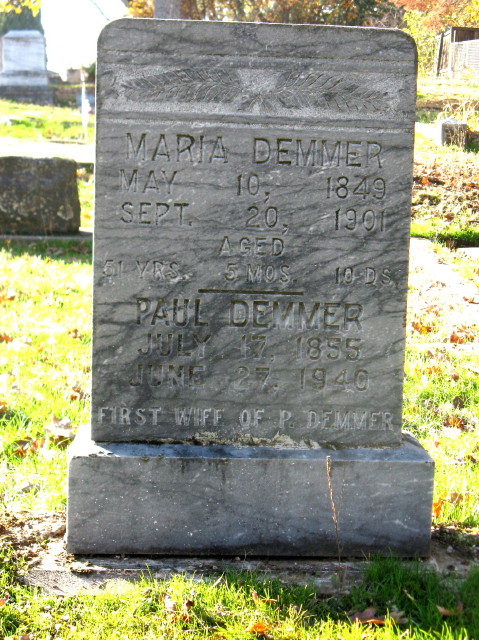 MARIA DEMMER
MAY 10, 1849
SEPT. 20, 1901
AGED
51 YRS. 5 MOS. 10 DS.
PAUL DEMMER
JULY 17, 1855
JUNE 27, 1940
FIRST WIFE OF P. DEMMER